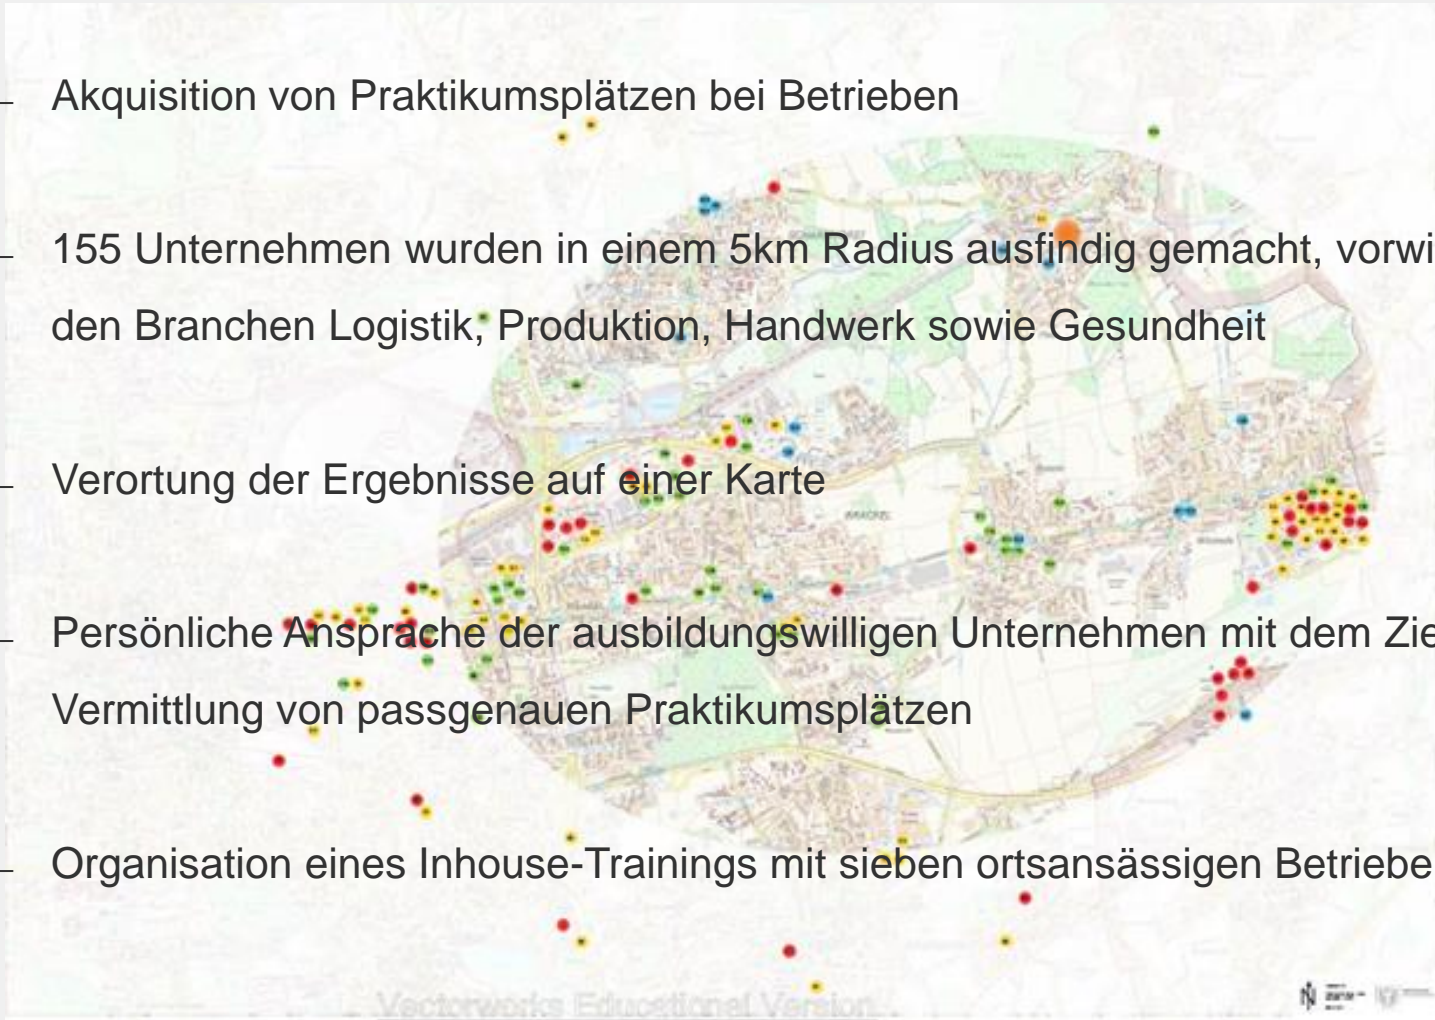 – Akquisition von Praktikumsplätzen bei Betrieben
– 155 Unternehmen wurden in einem 5km Radius ausfindig gemacht, vorwi
den Branchen Logistik, Produktion, Handwerk sowie Gesundheit
– Verortung der Ergebnisse auf einer Karte
– Persönliche Ansprache der ausbildungswilligen Unternehmen mit dem Zie
Vermittlung von passgenauen Praktikumsplätzen
– Organisation eines Inhouse-Trainings mit sieben ortsansässigen Betriebe
BRACKEL
Vectorworks Educational Version